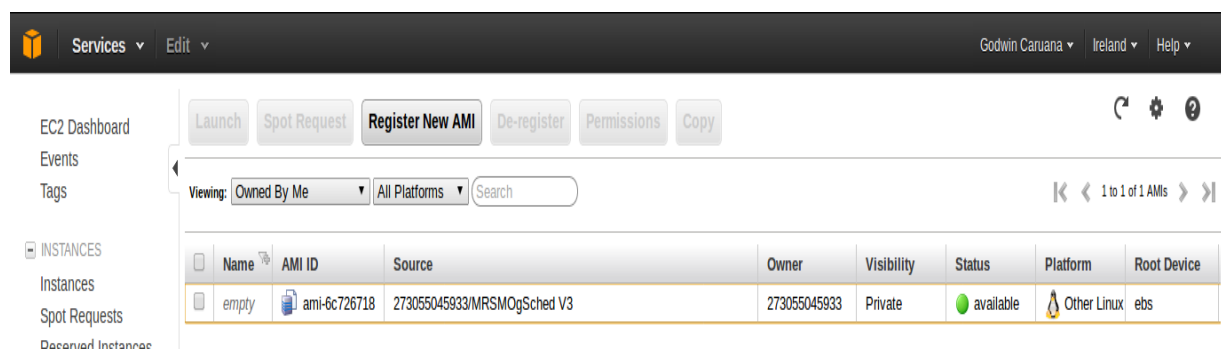 Services Edit Godwin Caruana Ireland Help
EC2 Dashboard
Events
Tags
INSTANCES
Instances
Spot Requests
Reserved Instances
Launch Spot Request Register New AMI De-register Permissions Copy
Viewing: Owned By Me All Platforms Search 1 to 1 of 1 AMIs
Name AMI ID Source Owner Visibility Status Platform Root Device
empty ami-6c726718 273055045933/MRSMOgSched V3 273055045933 Private available Other Linux ebs